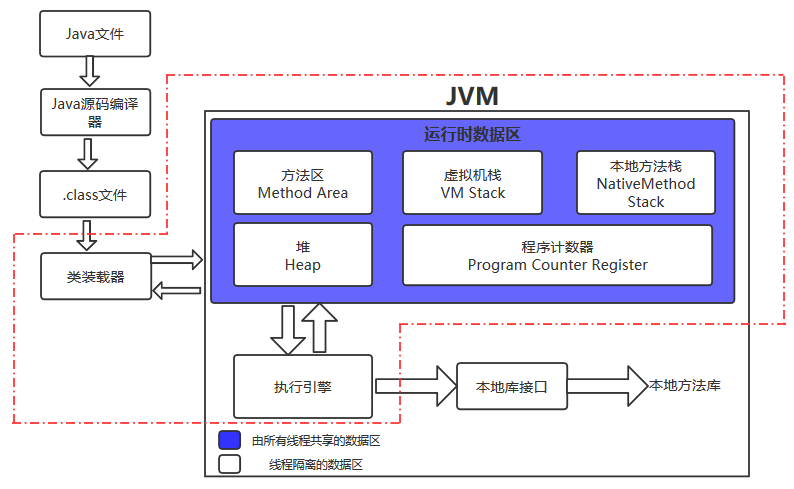 Java文件
Java源码编译
器
.class文件
类装载器
JVM
运行时数据区
方法区
Method Area
虚拟机栈
VM Stack
本地方法栈
NativeMethod
Stack
堆
Heap
程序计数器
Program Counter Register
执行引擎
本地库接口
本地方法库
由所有线程共享的数据区
线程隔离的数据区